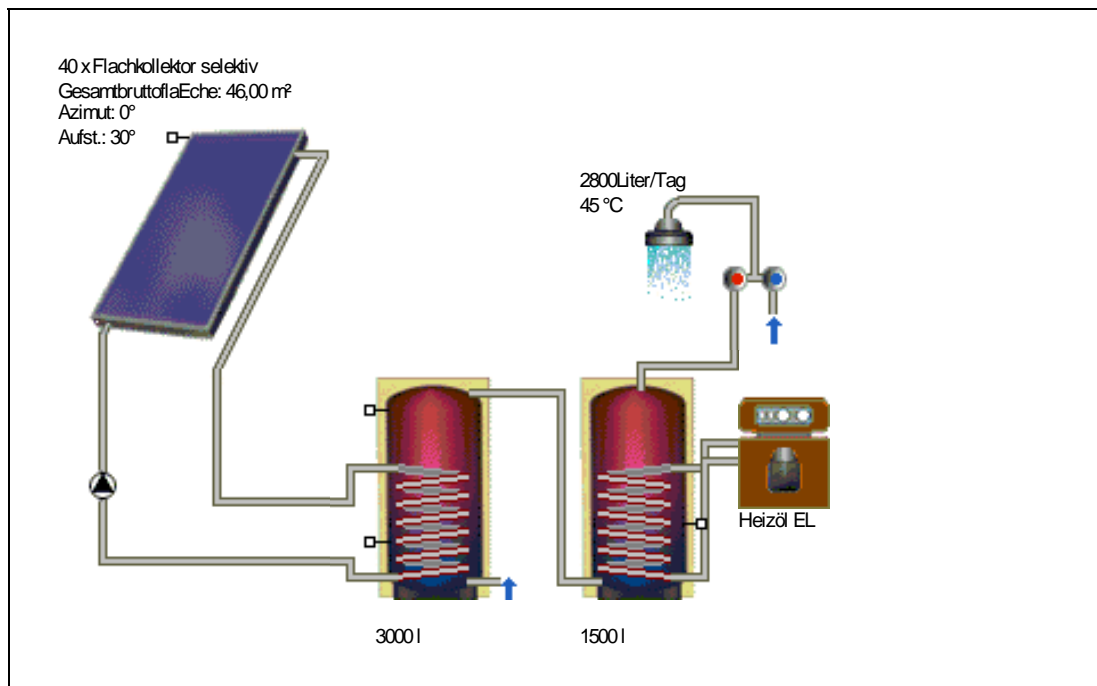 40 x Flachkollektor selektiv
GesamtbruttoflaEche: 46,00 m²
Azimut: 0°
Aufst.: 30°
2800Liter/Tag
45 °C
Heizöl EL
3000 l
1500 l